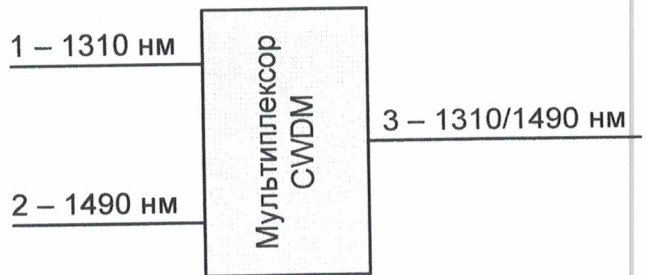 1 – 1310 нм
Мультиплексор
CWDM
3 – 1310/1490 нм
2 – 1490 нм